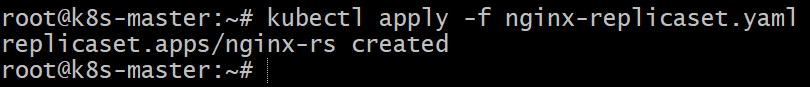 root@k8s-master:~# kubectl apply -f nginx-replicaset.yaml
replicaset.apps/nginx-rs created
root@k8s-master:~#